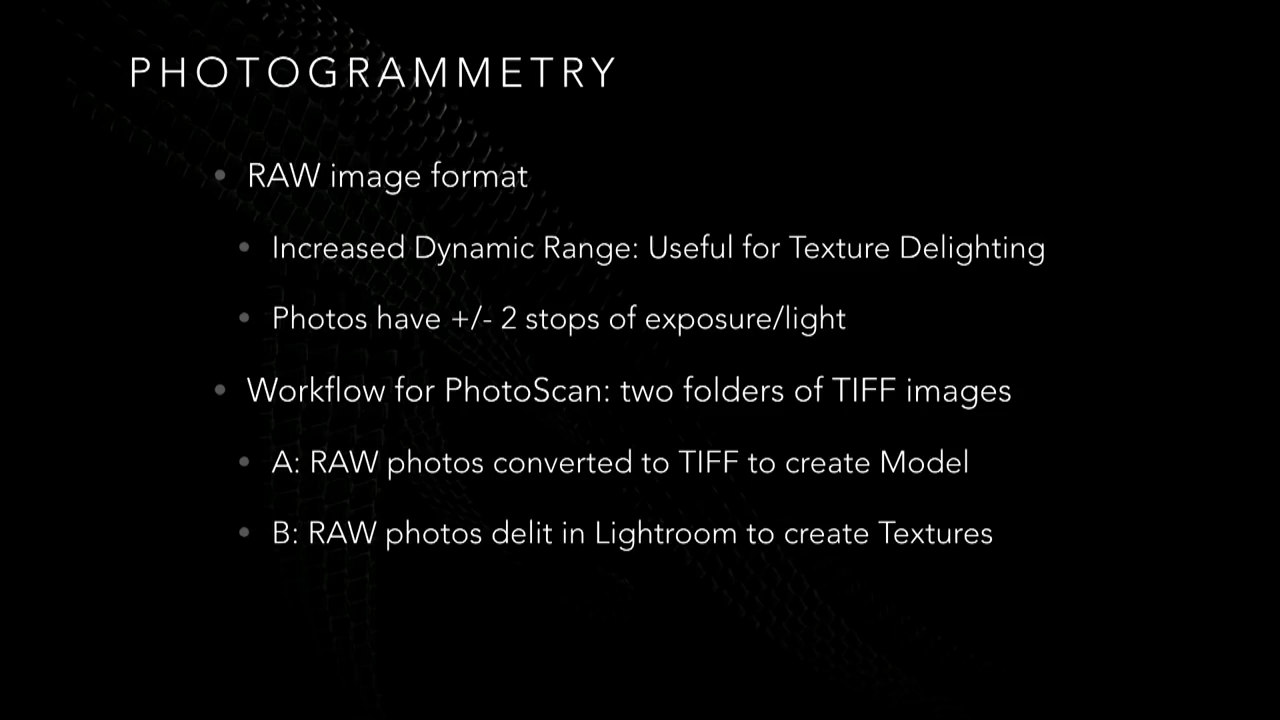 PHOTOGRAMMETRY
• RAW image format
• Increased Dynamic Range: Useful for Texture Delighting
• Photos have +/- 2 stops of exposure/light
• Workflow for PhotoScan: two folders of TIFF images
• A: RAW photos converted to TIFF to create Model
• B: RAW photos delit in Lightroom to create Textures